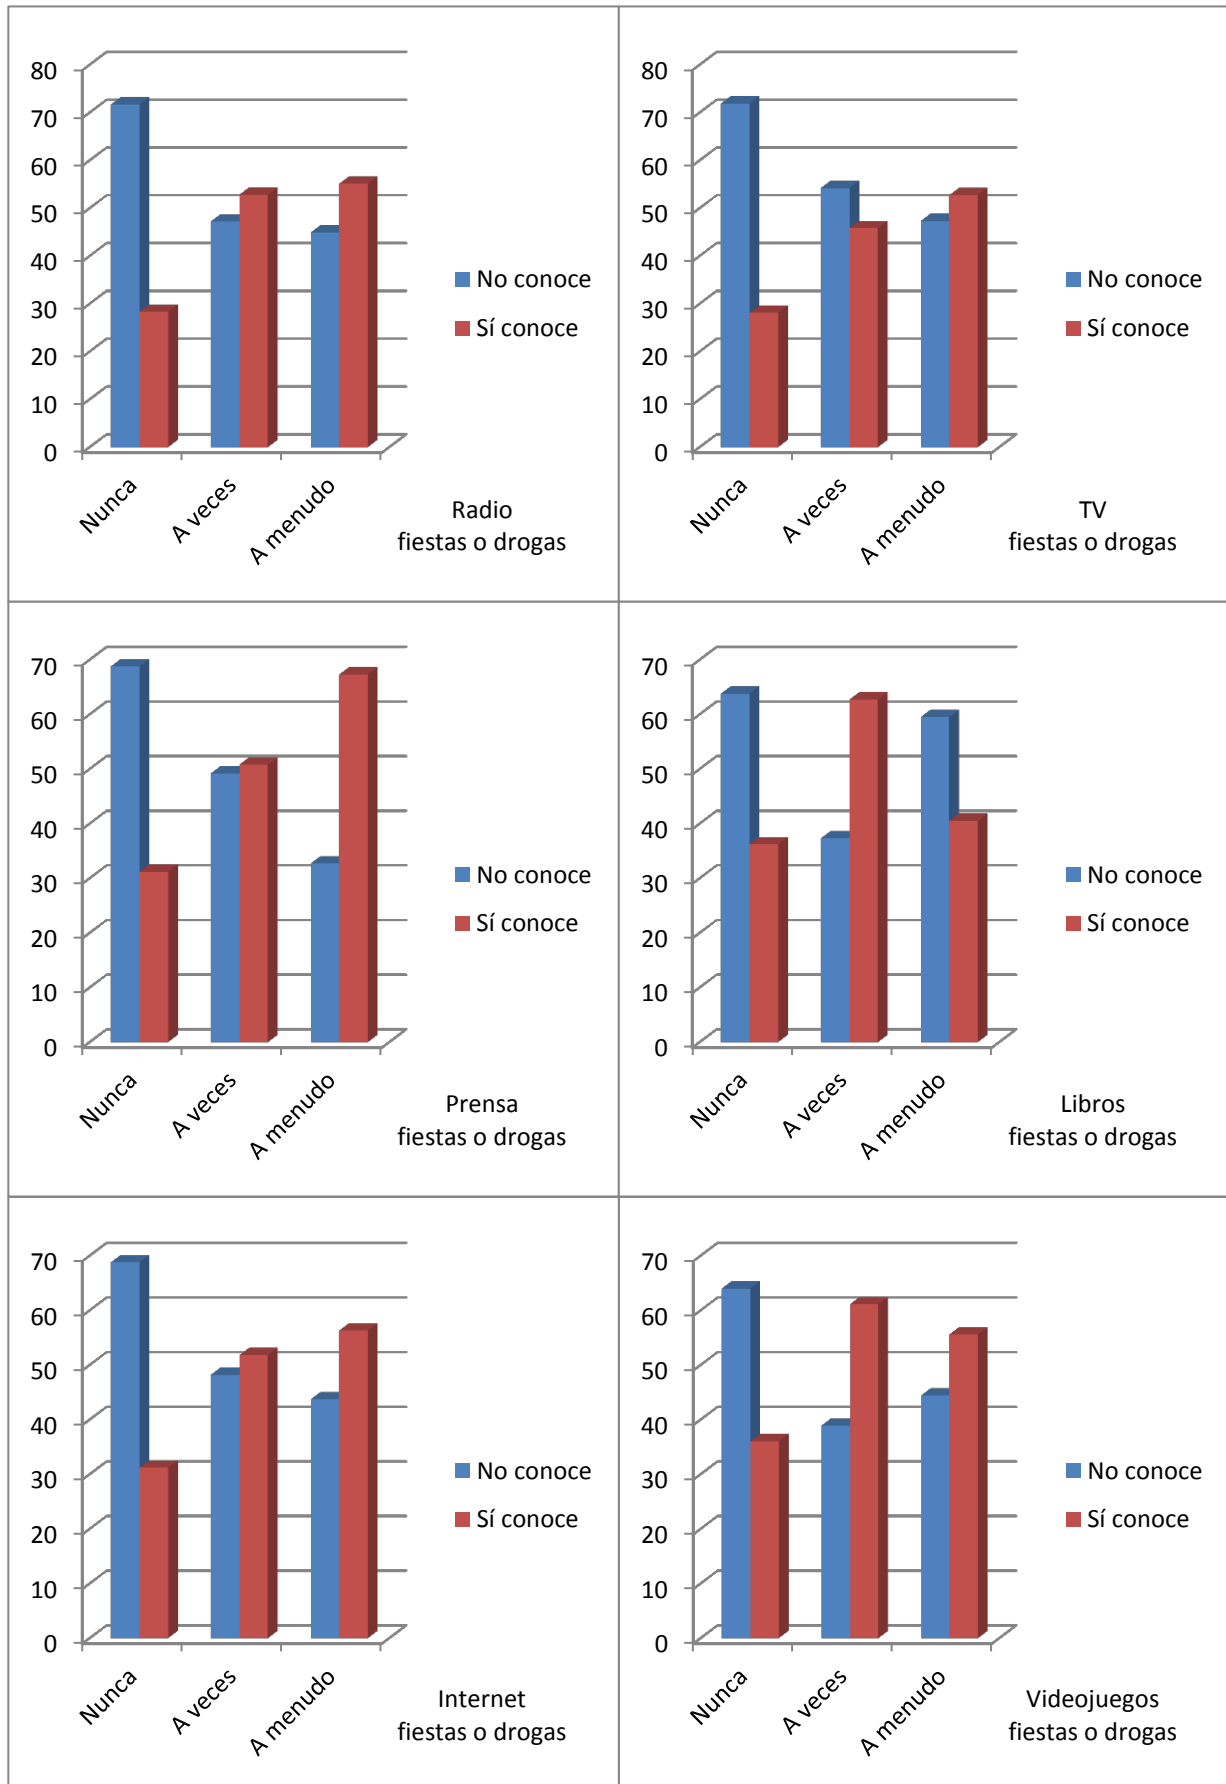 80
70
60
50
40
30
20
10
0
Nunca
A veces
A menudo
No conoce
Sí conoce
Radio
fiestas o drogas
80
70
60
50
40
30
20
10
0
Nunca
A veces
A menudo
No conoce
Sí conoce
TV
fiestas o drogas
70
60
50
40
30
20
10
0
Nunca
A veces
A menudo
No conoce
Sí conoce
Prensa
fiestas o drogas
70
60
50
40
30
20
10
0
Nunca
A veces
A menudo
No conoce
Sí conoce
Libros
fiestas o drogas
70
60
50
40
30
20
10
0
Nunca
A veces
A menudo
No conoce
Sí conoce
Internet
fiestas o drogas
70
60
50
40
30
20
10
0
Nunca
A veces
A menudo
No conoce
Sí conoce
Videojuegos
fiestas o drogas